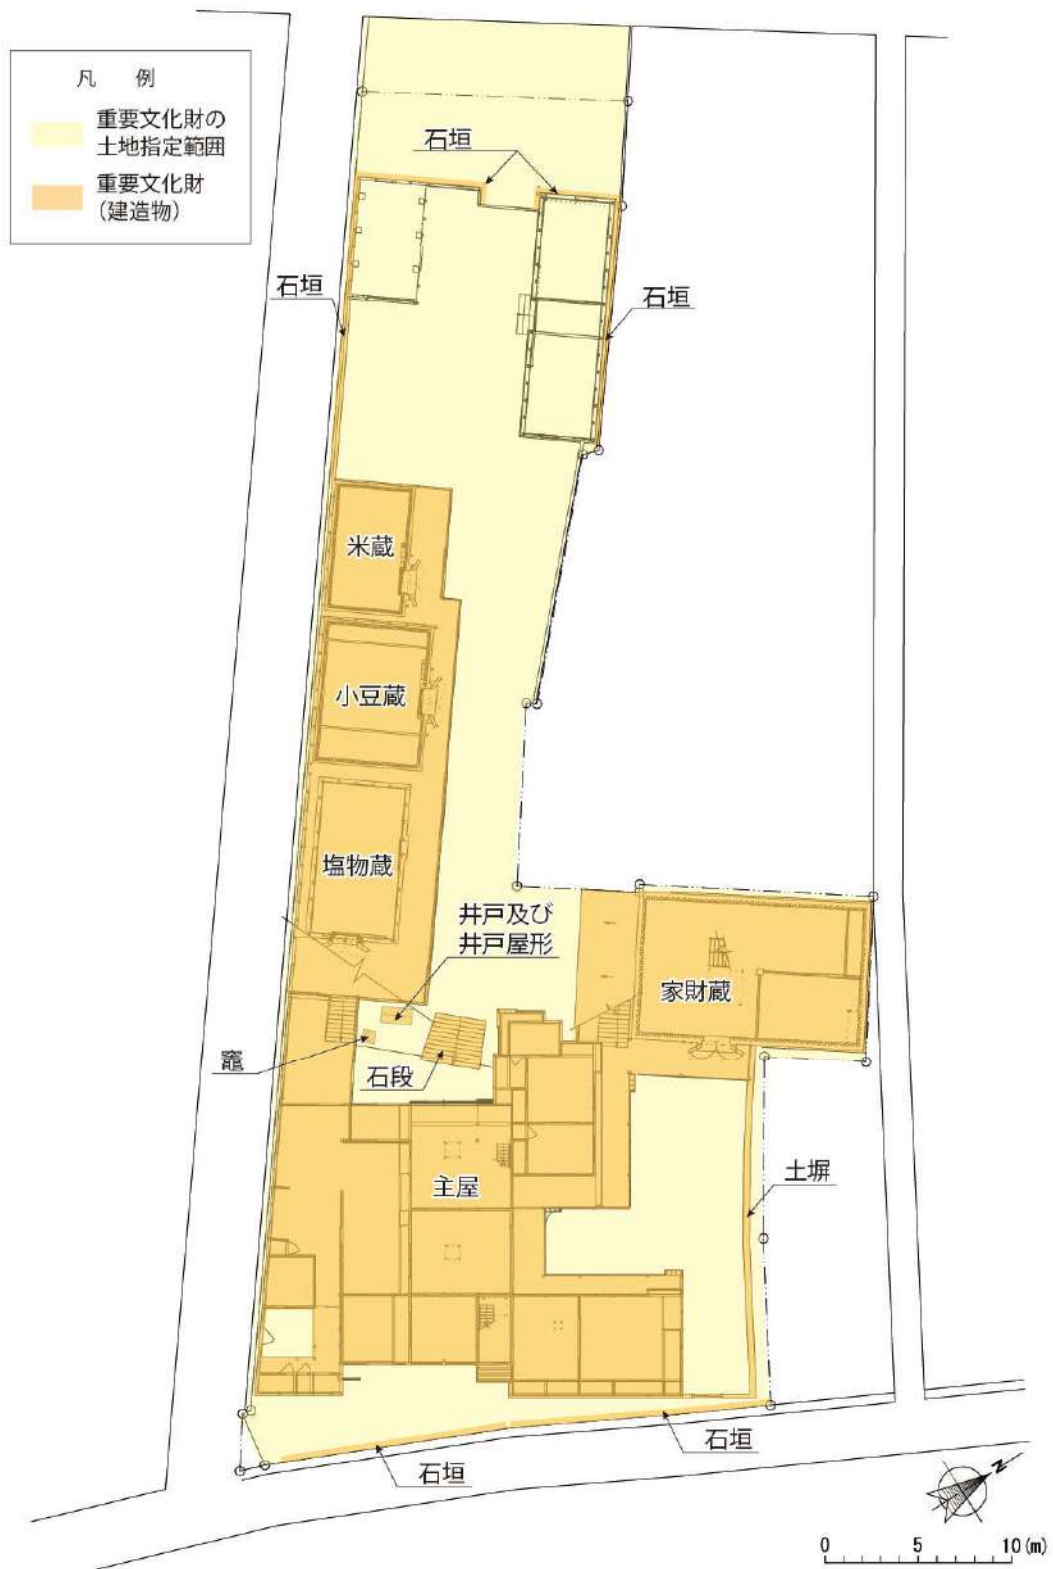 凡 例
重要文化財の
土地指定範囲
重要文化財
(建造物)
石垣
石垣
石垣
米蔵
小豆蔵
塩物蔵
井戸及び
井戸屋形
家財蔵
竈
石段
主屋
土塀
石垣
石垣
N
0 5 10(m)